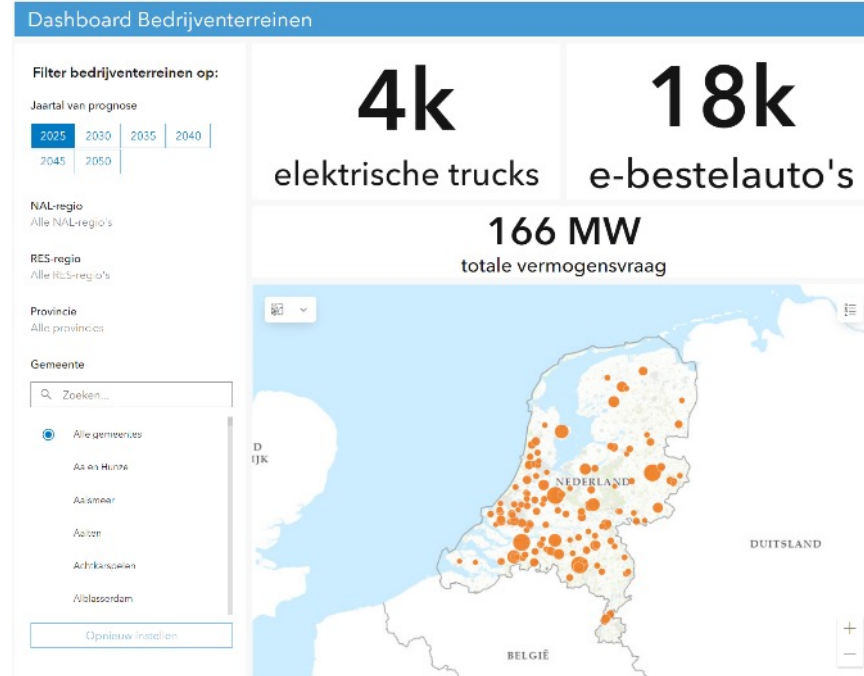 Dashboard Bedrijventerreinen
Filter bedrijventerreinen op:
Jaartal van prognose
2025 2030 2035 2040
2045 2050
NAL-regio
Alle NAL-regio's
RES-regio
Alle RES-regio's
Provincie
Alle provincies
Gemeente
Zoeken...
Alle gemeentes
Aa en Hunze
Aalsmeer
Aalten
Achtkarspelen
Alblasserdam
Opnieuw instellen
4k
elektrische trucks
18k
e-bestelauto's
166 MW
totale vermogensvraag
D
IJK
NEDERLAND
DUITSLAND
BELGIË
+
−